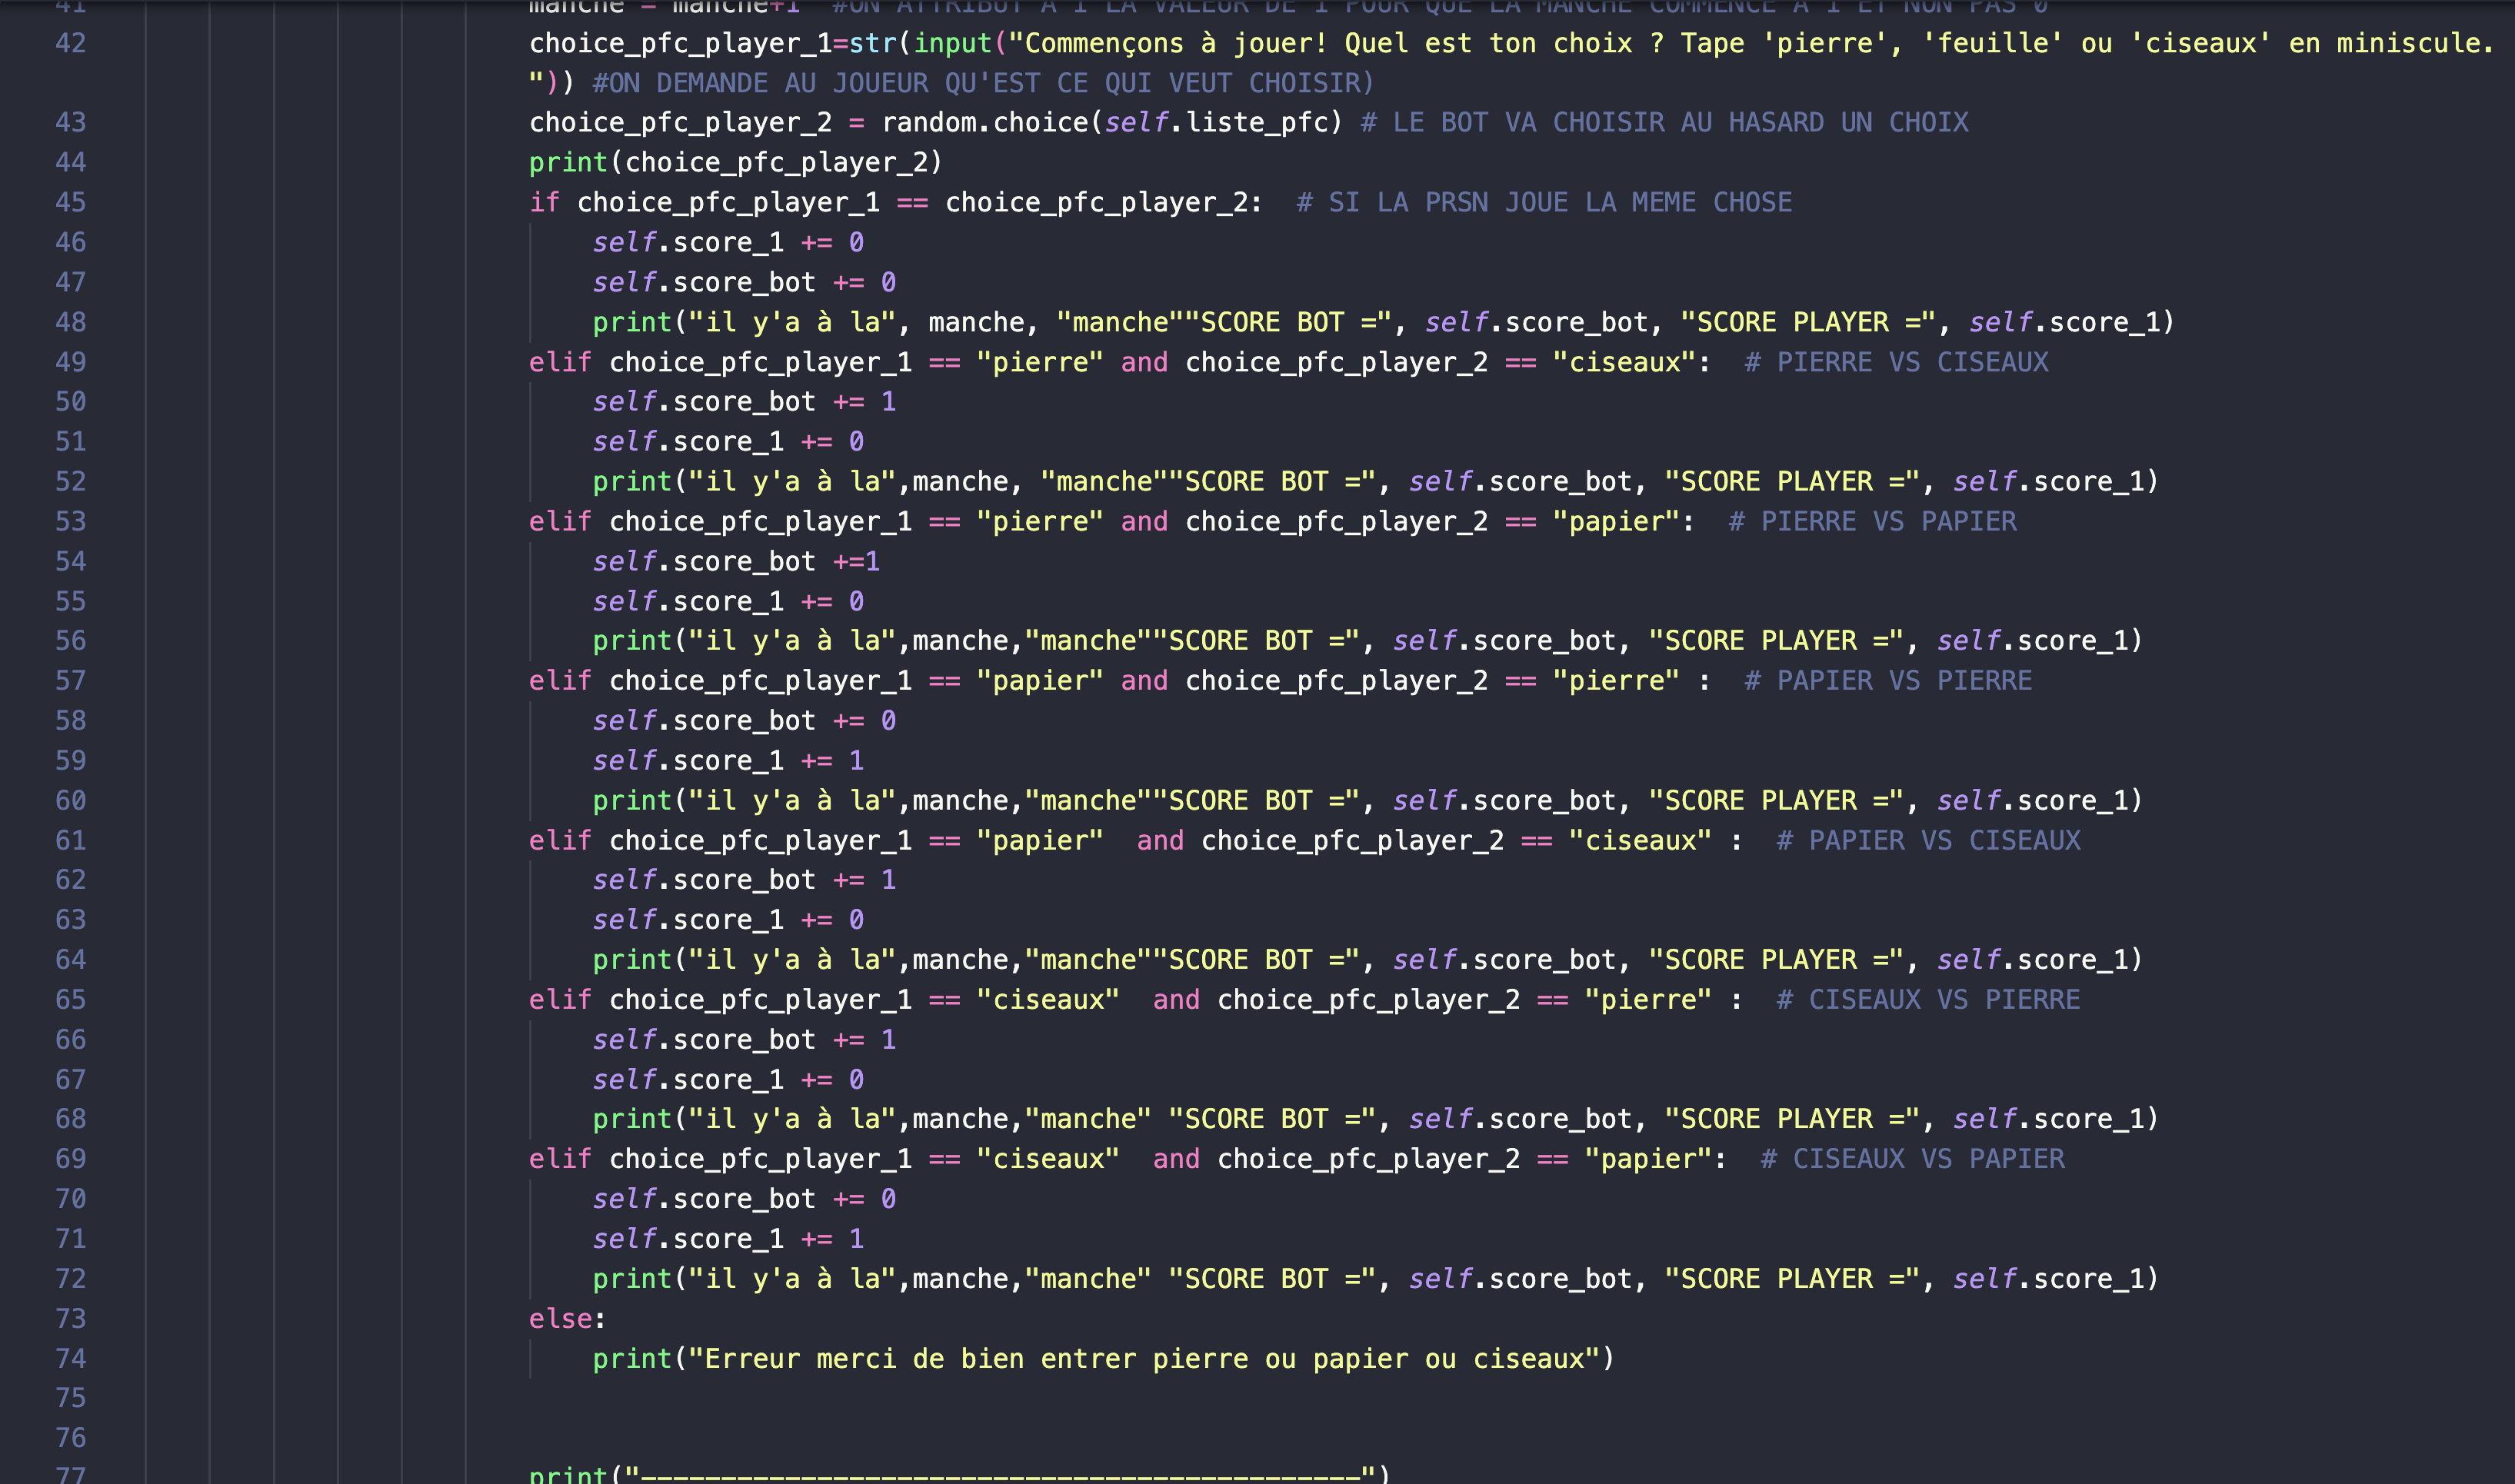 41 manche = manche+1 #ON ATTRIBUT A 1 LA VALEUR DE 1 POUR QUE LA MANCHE COMMENCE A 1 ET NON PAS 0
42 choice_pfc_player_1=str(input("Commençons à jouer! Quel est ton choix ? Tape 'pierre', 'feuille' ou 'ciseaux' en miniscule.
")) #ON DEMANDE AU JOUEUR QU'EST CE QUI VEUT CHOISIR)
43 choice_pfc_player_2 = random.choice(self.liste_pfc) # LE BOT VA CHOISIR AU HASARD UN CHOIX
44 print(choice_pfc_player_2)
45 if choice_pfc_player_1 == choice_pfc_player_2:  # SI LA PRSN JOUE LA MEME CHOSE
46 self.score_1 += 0
47 self.score_bot += 0
48 print("il y'a à la", manche, "manche""SCORE BOT =", self.score_bot, "SCORE PLAYER =", self.score_1)
49 elif choice_pfc_player_1 == "pierre" and choice_pfc_player_2 == "ciseaux":  # PIERRE VS CISEAUX
50 self.score_bot += 1
51 self.score_1 += 0
52 print("il y'a à la",manche, "manche""SCORE BOT =", self.score_bot, "SCORE PLAYER =", self.score_1)
53 elif choice_pfc_player_1 == "pierre" and choice_pfc_player_2 == "papier":  # PIERRE VS PAPIER
54 self.score_bot +=1
55 self.score_1 += 0
56 print("il y'a à la",manche,"manche""SCORE BOT =", self.score_bot, "SCORE PLAYER =", self.score_1)
57 elif choice_pfc_player_1 == "papier" and choice_pfc_player_2 == "pierre" :  # PAPIER VS PIERRE
58 self.score_bot += 0
59 self.score_1 += 1
60 print("il y'a à la",manche,"manche""SCORE BOT =", self.score_bot, "SCORE PLAYER =", self.score_1)
61 elif choice_pfc_player_1 == "papier"  and choice_pfc_player_2 == "ciseaux" :  # PAPIER VS CISEAUX
62 self.score_bot += 1
63 self.score_1 += 0
64 print("il y'a à la",manche,"manche""SCORE BOT =", self.score_bot, "SCORE PLAYER =", self.score_1)
65 elif choice_pfc_player_1 == "ciseaux"  and choice_pfc_player_2 == "pierre" :  # CISEAUX VS PIERRE
66 self.score_bot += 1
67 self.score_1 += 0
68 print("il y'a à la",manche,"manche" "SCORE BOT =", self.score_bot, "SCORE PLAYER =", self.score_1)
69 elif choice_pfc_player_1 == "ciseaux"  and choice_pfc_player_2 == "papier":  # CISEAUX VS PAPIER
70 self.score_bot += 0
71 self.score_1 += 1
72 print("il y'a à la",manche,"manche" "SCORE BOT =", self.score_bot, "SCORE PLAYER =", self.score_1)
73 else:
74 print("Erreur merci de bien entrer pierre ou papier ou ciseaux")
75
76
77 print("_____________________________________________")